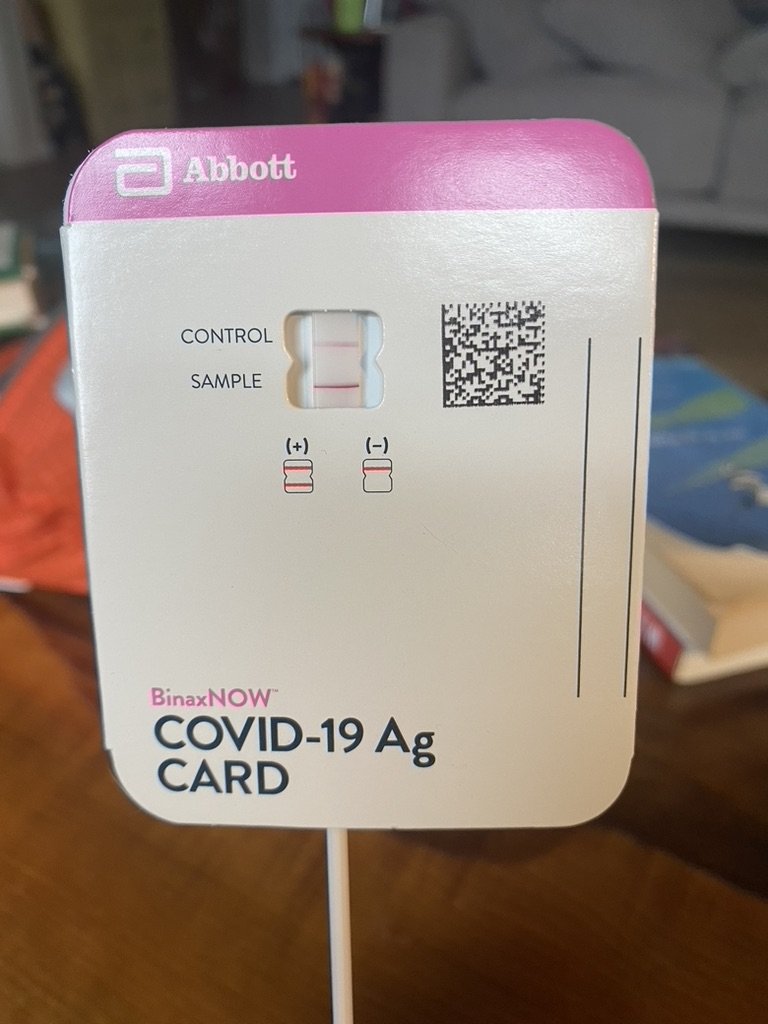 Abbott
CONTROL
SAMPLE
(+) (-)
BinaxNOW™
COVID-19 Ag
CARD